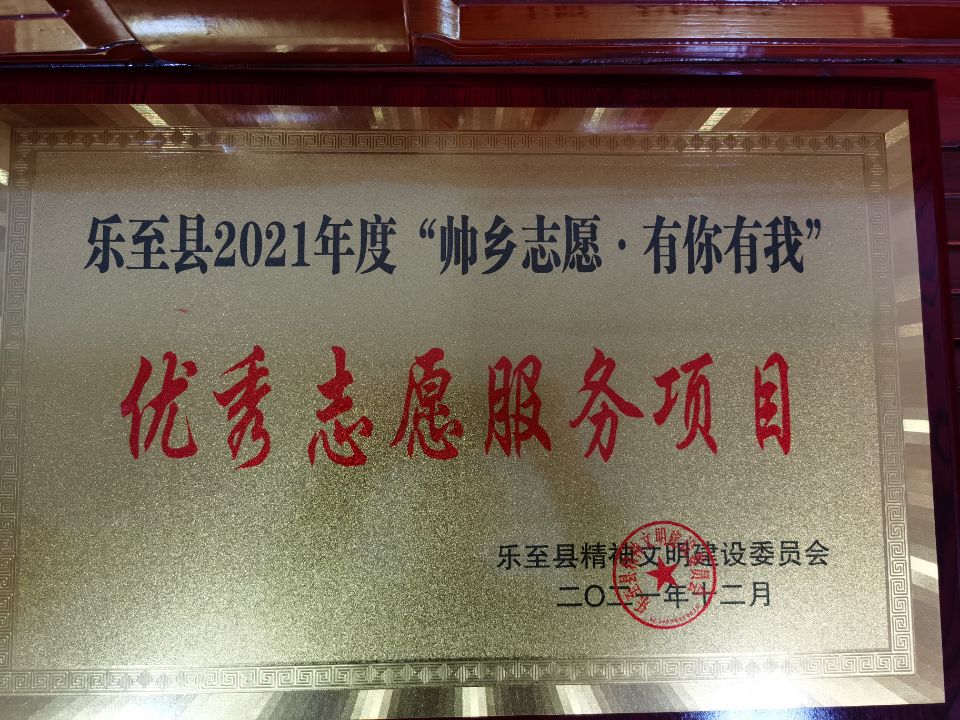 乐至县2021年度“帅乡志愿·有你有我”
优秀志愿服务项目
乐至县精神文明建设委员会
二〇二一年十二月